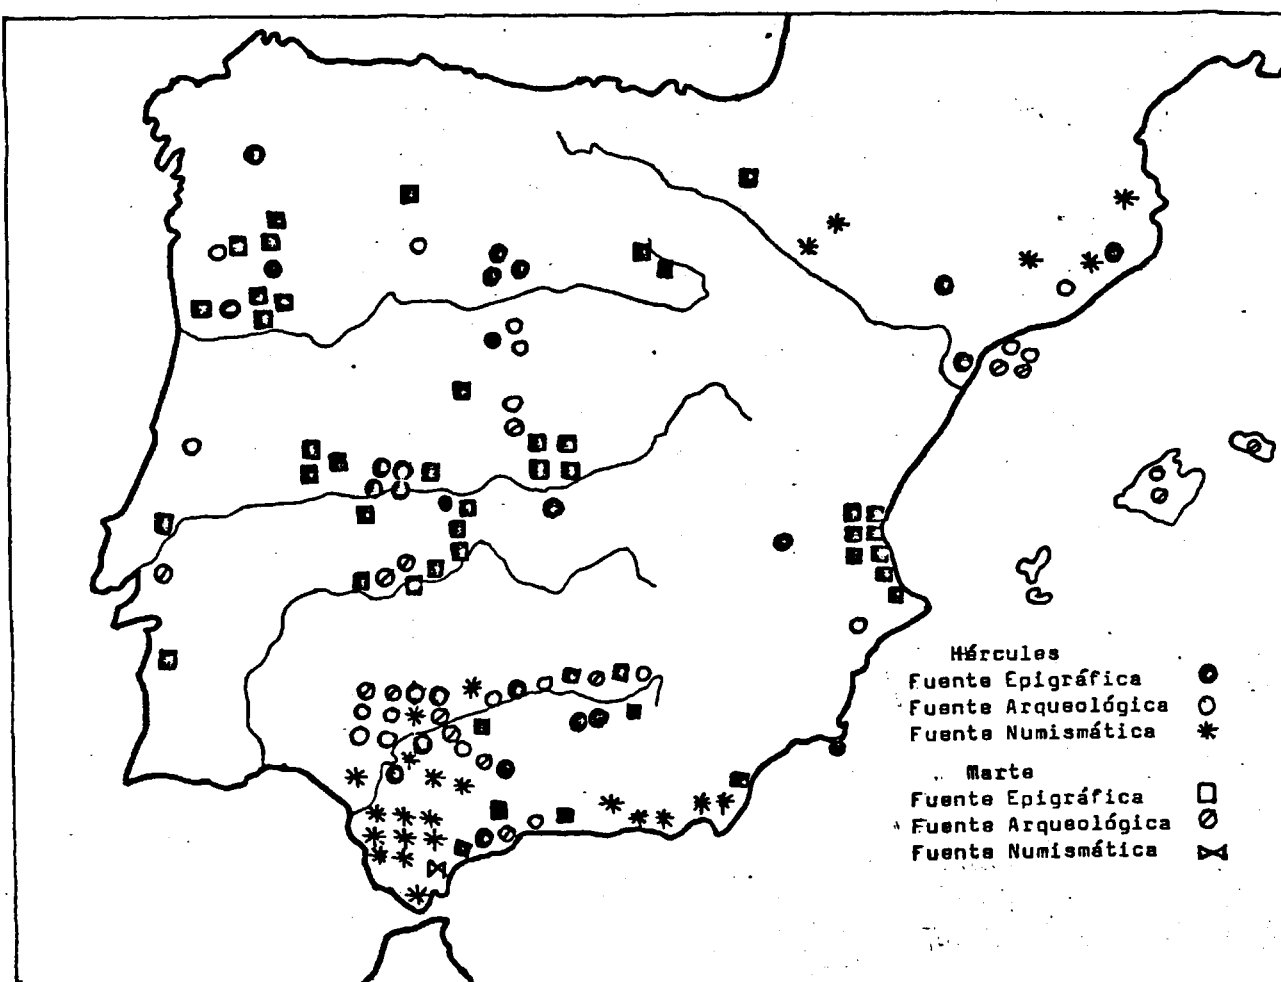 Hércules
Fuente Epigráfica
Fuente Arqueológica
Fuente Numismática
Marte
Fuente Epigráfica
Fuente Arqueológica
Fuente Numismática